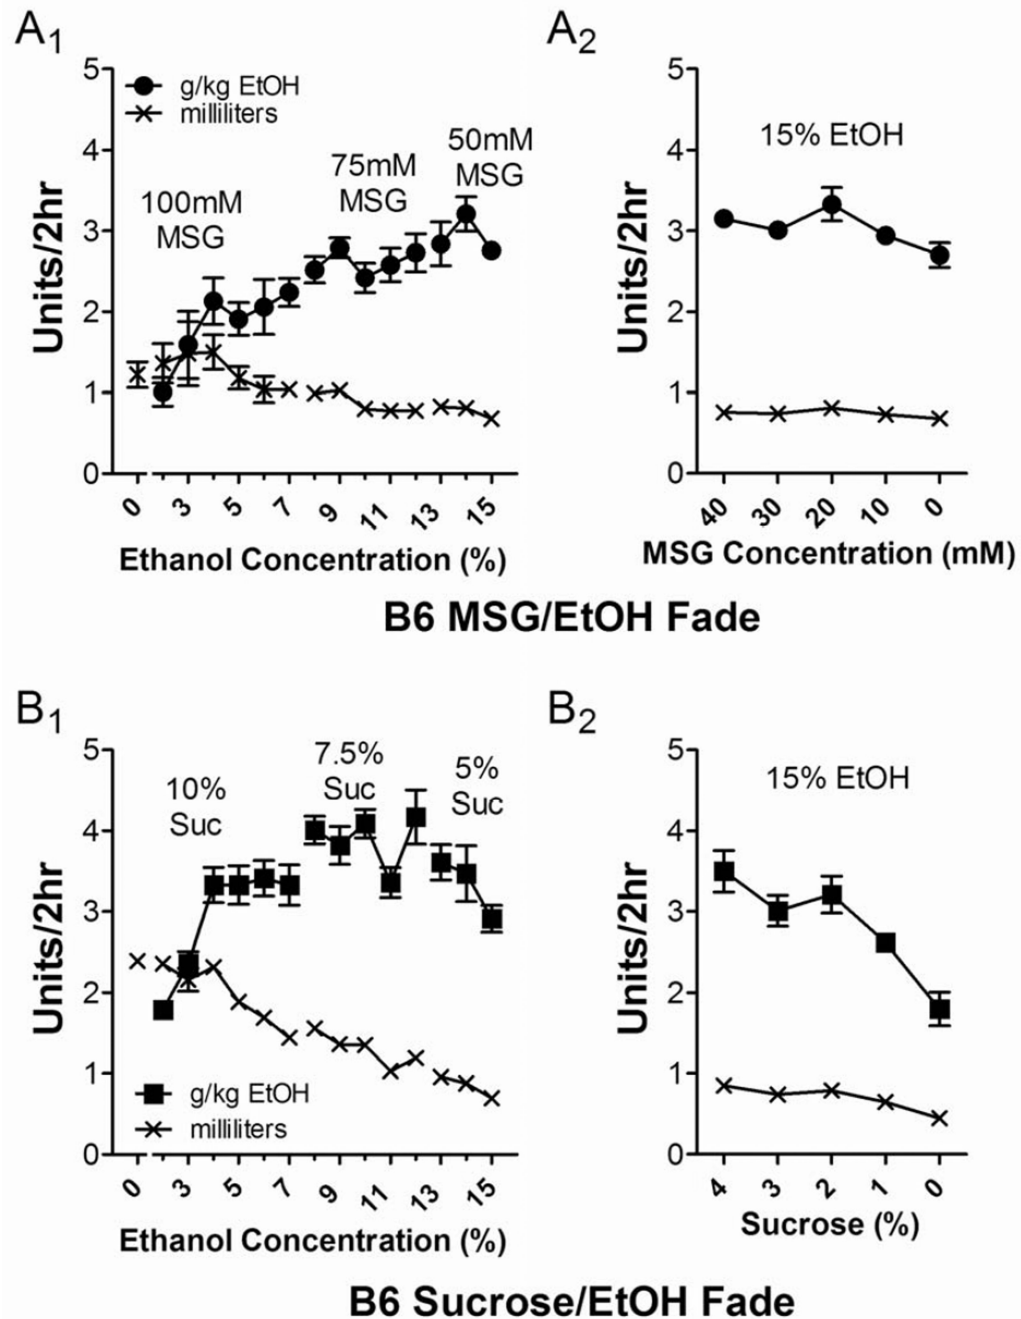 A1
A2
5
4
3
2
1
0
Units/2hr
g/kg EtOH
milliliters
100mM
MSG
75mM
MSG
50mM
MSG
0
3
5
7
9
11
13
15
Ethanol Concentration (%)
5
4
3
2
1
0
Units/2hr
15% EtOH
40
30
20
10
0
MSG Concentration (mM)
B6 MSG/EtOH Fade
B1
B2
5
4
3
2
1
0
Units/2hr
10%
Suc
7.5%
Suc
5%
Suc
g/kg EtOH
milliliters
0
3
5
7
9
11
13
15
Ethanol Concentration (%)
5
4
3
2
1
0
Units/2hr
15% EtOH
4
3
2
1
0
Sucrose (%)
B6 Sucrose/EtOH Fade